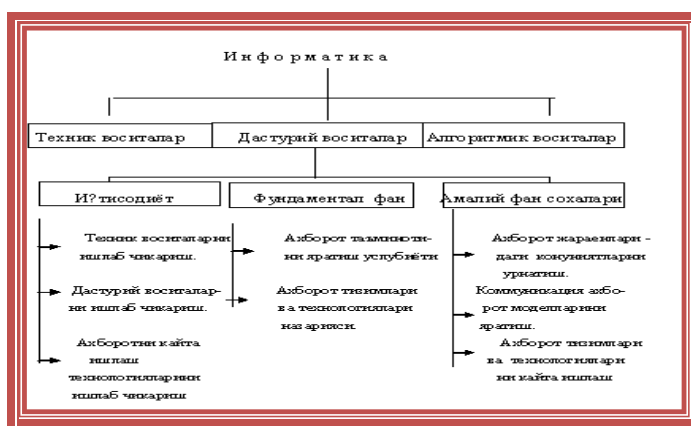 Информатика
Техник воситалар
Дастурий воситалар
Алгоритмик воситалар
И?тисодиёт
Фундаментал фан
Амалий фан сохалари
Техник воситаларни
ишлаб чикариш.
Дастурий воситалар-
ни ишлаб чикариш.
Ахборотни кайта
ишлаш
технологияларини
ишлаб чикариш
Ахборот таъминоти-
ни яратиш услубиёти
Ахборот тизимлари
ва технологиялари
назарияси.
Ахборот жараенлари -
даги конуниятларни
урнатиш.
Коммуникация ахбо-
рот моделларини
яратиш.
Ахборот тизимлари
ва технологиялари
ни кайта ишлаш